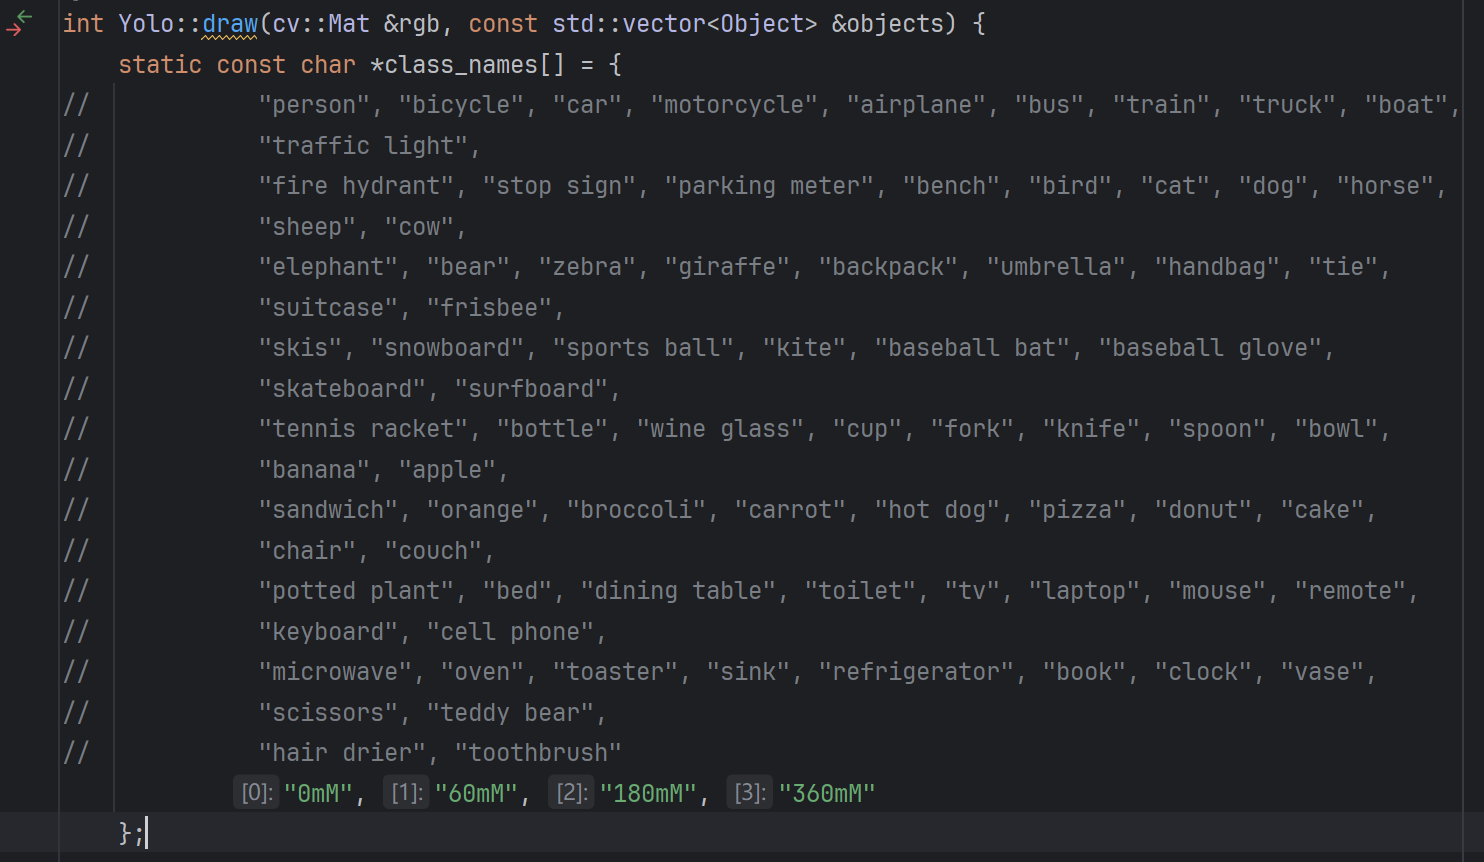 int Yolo::draw(cv::Mat &rgb, const std::vector<Object> &objects) {
    static const char *class_names[] = {
//            "person", "bicycle", "car", "motorcycle", "airplane", "bus", "train", "truck", "boat",
//            "traffic light",
//            "fire hydrant", "stop sign", "parking meter", "bench", "bird", "cat", "dog", "horse",
//            "sheep", "cow",
//            "elephant", "bear", "zebra", "giraffe", "backpack", "umbrella", "handbag", "tie",
//            "suitcase", "frisbee",
//            "skis", "snowboard", "sports ball", "kite", "baseball bat", "baseball glove",
//            "skateboard", "surfboard",
//            "tennis racket", "bottle", "wine glass", "cup", "fork", "knife", "spoon", "bowl",
//            "banana", "apple",
//            "sandwich", "orange", "broccoli", "carrot", "hot dog", "pizza", "donut", "cake",
//            "chair", "couch",
//            "potted plant", "bed", "dining table", "toilet", "tv", "laptop", "mouse", "remote",
//            "keyboard", "cell phone",
//            "microwave", "oven", "toaster", "sink", "refrigerator", "book", "clock", "vase",
//            "scissors", "teddy bear",
//            "hair drier", "toothbrush"
            [0]: "0mM", [1]: "60mM", [2]: "180mM", [3]: "360mM"
    };